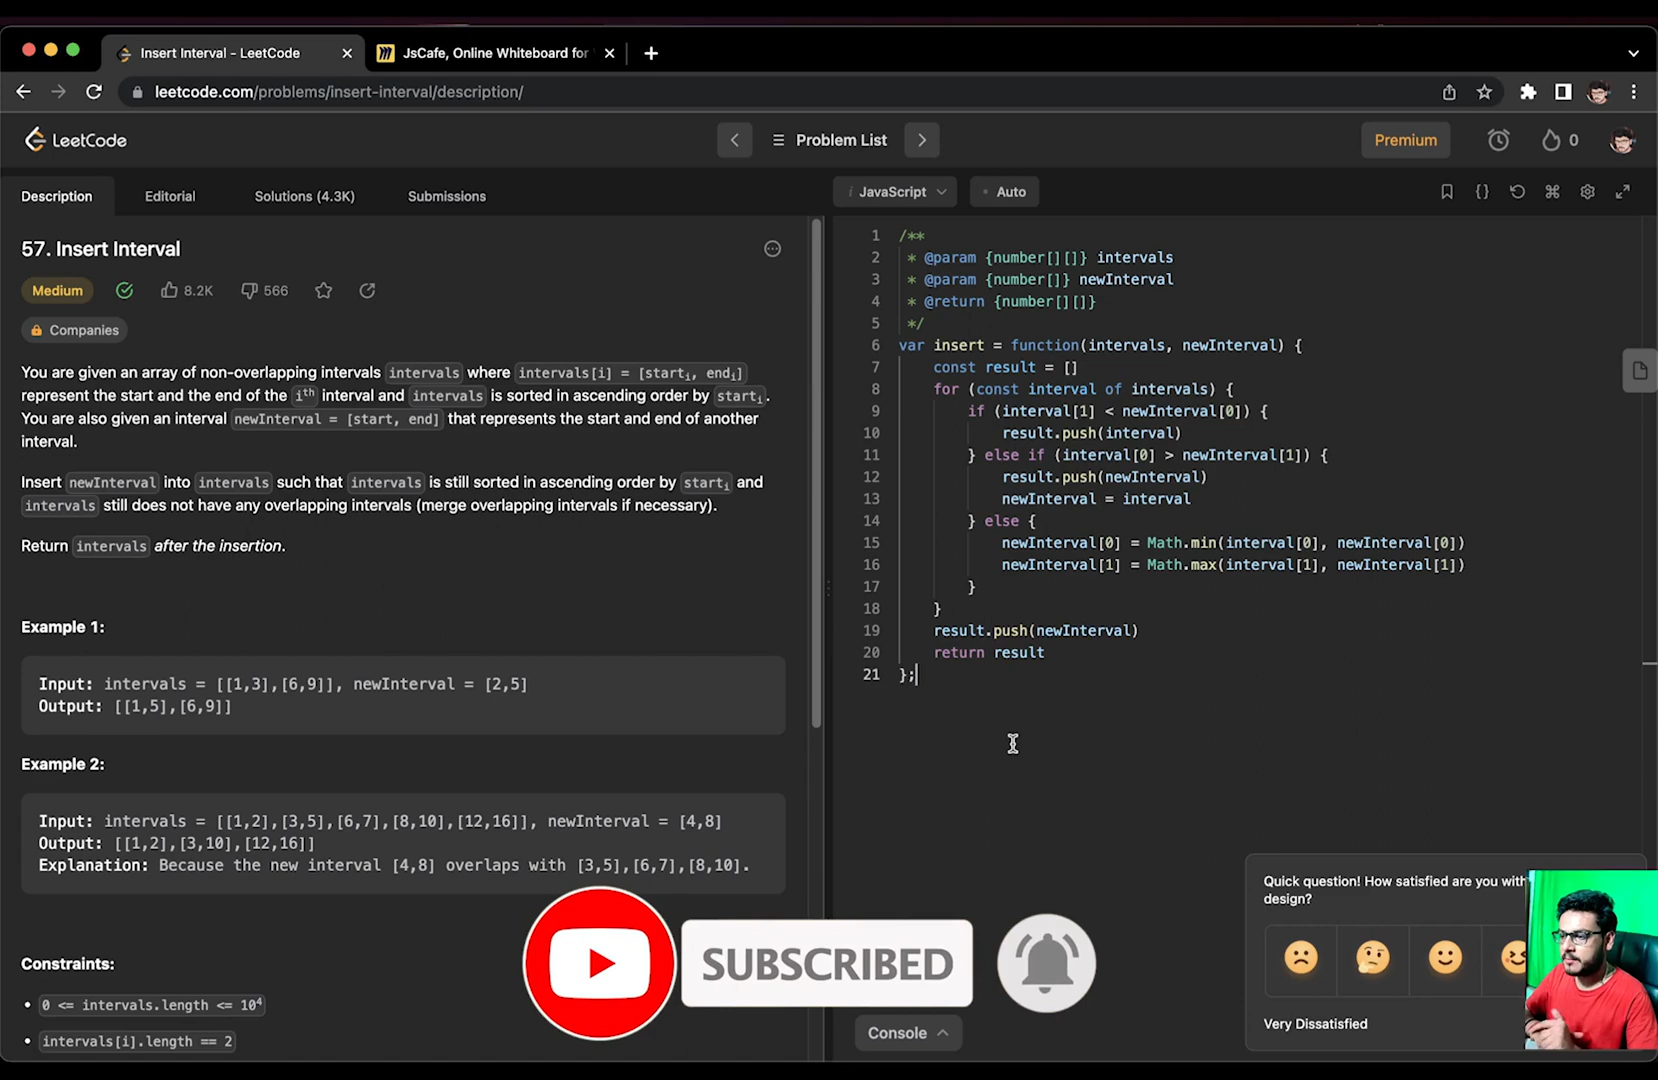 Insert Interval - LeetCode
JsCafe, Online Whiteboard for
leetcode.com/problems/insert-interval/description/
LeetCode
Problem List
Premium
0
Description
Editorial
Solutions (4.3K)
Submissions
57. Insert Interval
Medium
8.2K
566
Companies
You are given an array of non-overlapping intervals intervals where intervals[i] = [starti, endi]
represent the start and the end of the ith interval and intervals is sorted in ascending order by starti.
You are also given an interval newInterval = [start, end] that represents the start and end of another
interval.
Insert newInterval into intervals such that intervals is still sorted in ascending order by starti and
intervals still does not have any overlapping intervals (merge overlapping intervals if necessary).
Return intervals after the insertion.
Example 1:
Input: intervals = [[1,3],[6,9]], newInterval = [2,5]
Output: [[1,5],[6,9]]
Example 2:
Input: intervals = [[1,2],[3,5],[6,7],[8,10],[12,16]], newInterval = [4,8]
Output: [[1,2],[3,10],[12,16]]
Explanation: Because the new interval [4,8] overlaps with [3,5],[6,7],[8,10].
Constraints:
• 0 <= intervals.length <= 10^4
• intervals[i].length == 2
i JavaScript
• Auto
1 /**
2 * @param {number[][]} intervals
3 * @param {number[]} newInterval
4 * @return {number[][]}
5 */
6 var insert = function(intervals, newInterval) {
7 const result = []
8 for (const interval of intervals) {
9 if (interval[1] < newInterval[0]) {
10 result.push(interval)
11 } else if (interval[0] > newInterval[1]) {
12 result.push(newInterval)
13 newInterval = interval
14 } else {
15 newInterval[0] = Math.min(interval[0], newInterval[0])
16 newInterval[1] = Math.max(interval[1], newInterval[1])
17 }
18 }
19 result.push(newInterval)
20 return result
21 };
Quick question! How satisfied are you with
design?
Very Dissatisfied
SUBSCRIBED
Console